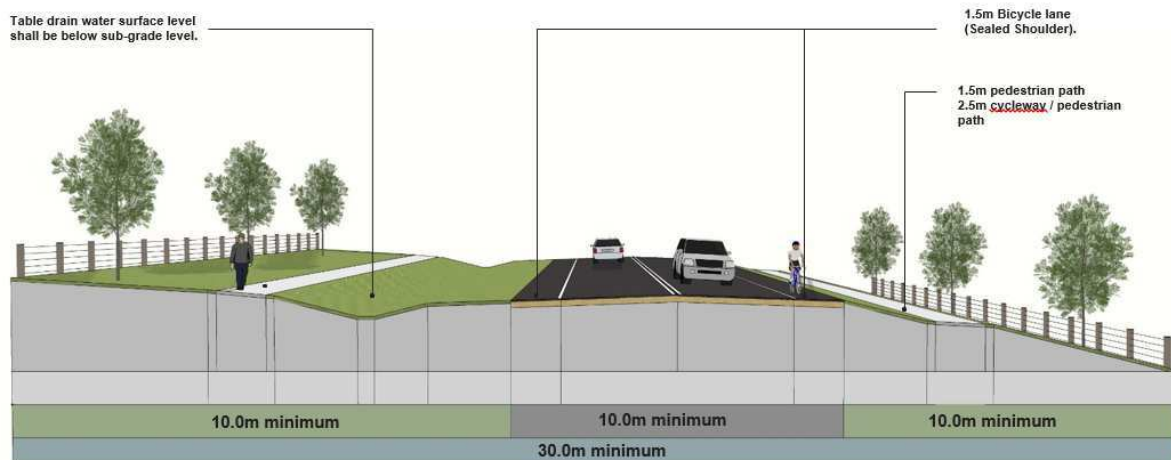 Table drain water surface level
shall be below sub-grade level.
1.5m Bicycle lane
(Sealed Shoulder).
1.5m pedestrian path
2.5m cycleway / pedestrian
path
10.0m minimum
10.0m minimum
10.0m minimum
30.0m minimum